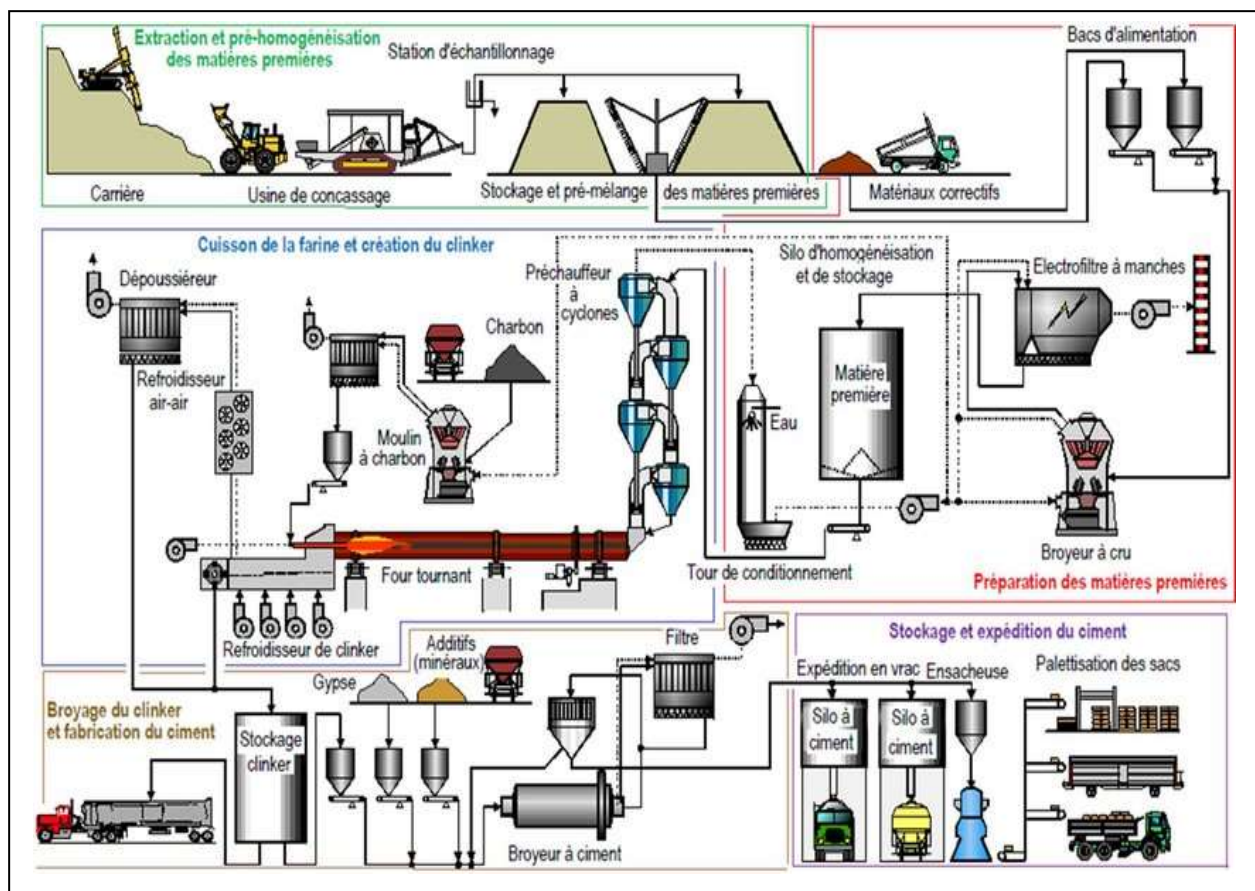 Extraction et pré-homogénéisation
des matières premières
Station d'échantillonnage
Bacs d'alimentation
Carrière
Usine de concassage
Stockage et pré-mélange
des matières premières
Matériaux correctifs
Cuisson de la farine et création du clinker
Dépoussiéreur
Préchauffeur
à
cyclones
Silo d'homogénéisation
et de stockage
Electrofiltre à manches
Charbon
Refroidisseur
air-air
Matière
première
Eau
Moulin
à charbon
Four tournant
Tour de conditionnement
Broyeur à cru
Préparation des matières premières
Refroidisseur de clinker
Additifs
(minéraux)
Filtre
Gypse
Stockage et expédition du ciment
Expédition en vrac
Ensacheuse
Palettisation des sacs
Broyage du clinker
et fabrication du ciment
Stockage
clinker
Silo à
ciment
Silo à
ciment
Broyeur à ciment